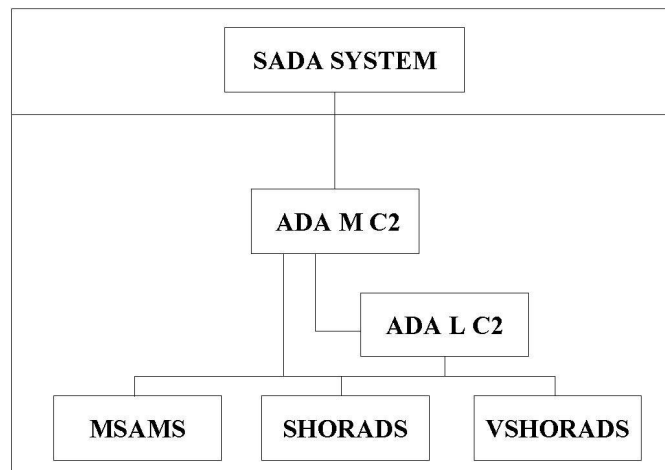 SADA SYSTEM
ADA M C2
ADA L C2
MSAMS
SHORADS
VSHORADS